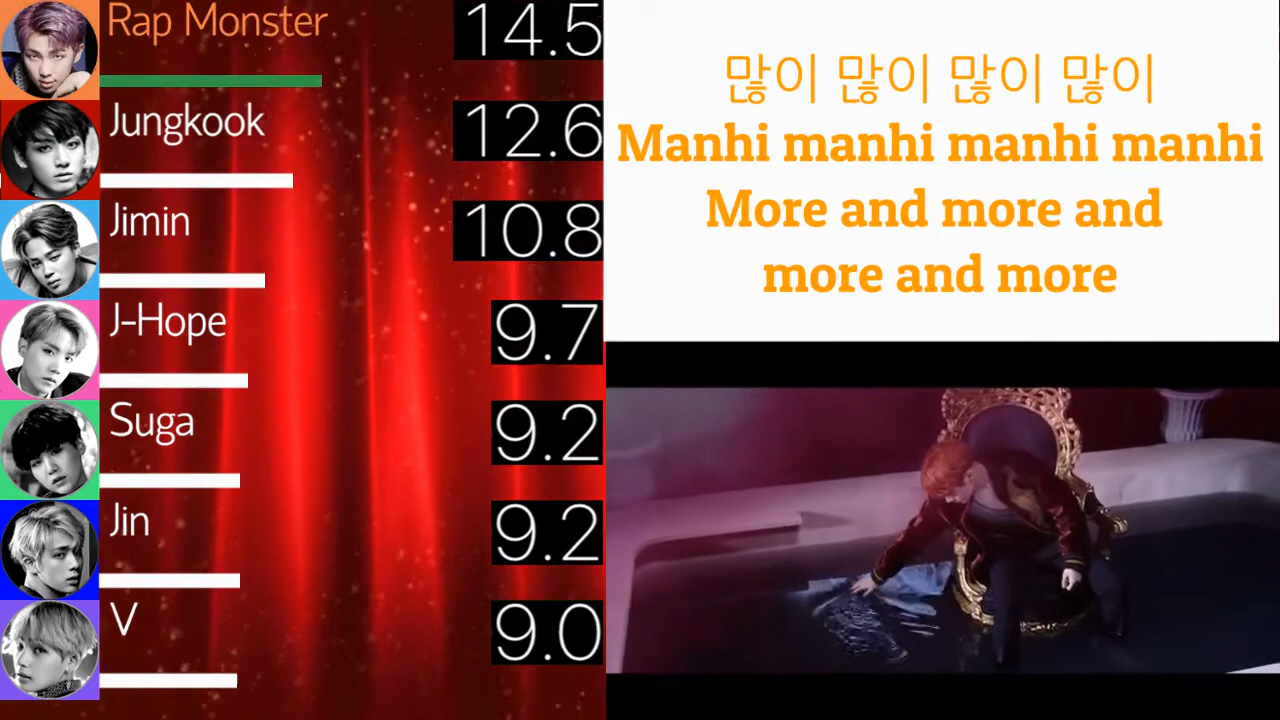 Rap Monster
14.5
Jungkook
12.6
Jimin
10.8
J-Hope
9.7
Suga
9.2
Jin
9.2
V
9.0
많이 많이 많이 많이
Manhi manhi manhi manhi
More and more and
more and more